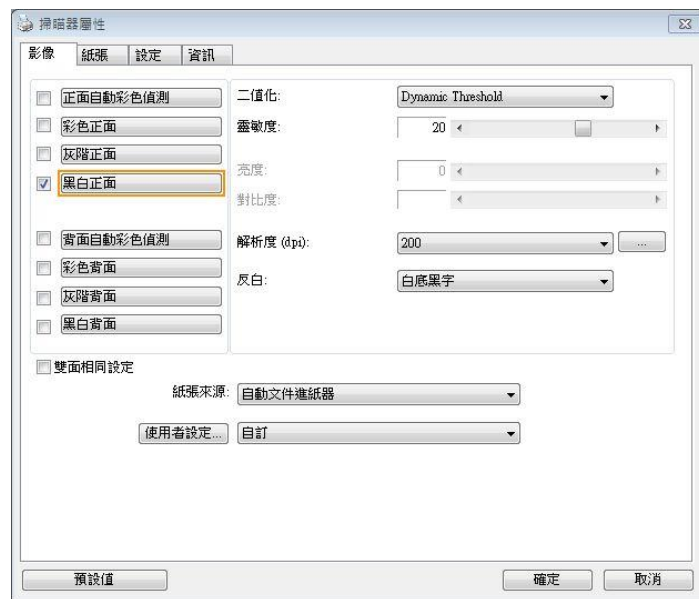 掃瞄器屬性
影像 紙張 設定 資訊
正面自動彩色偵測
彩色正面
灰階正面
黑白正面
背面自動彩色偵測
彩色背面
灰階背面
黑白背面
二值化: Dynamic Threshold
靈敏度: 20
亮度: 0
對比度:
解析度 (dpi): 200 ...
反白: 白底黑字
雙面相同設定
紙張來源: 自動文件進紙器
使用者設定... 自訂
預設值 確定 取消